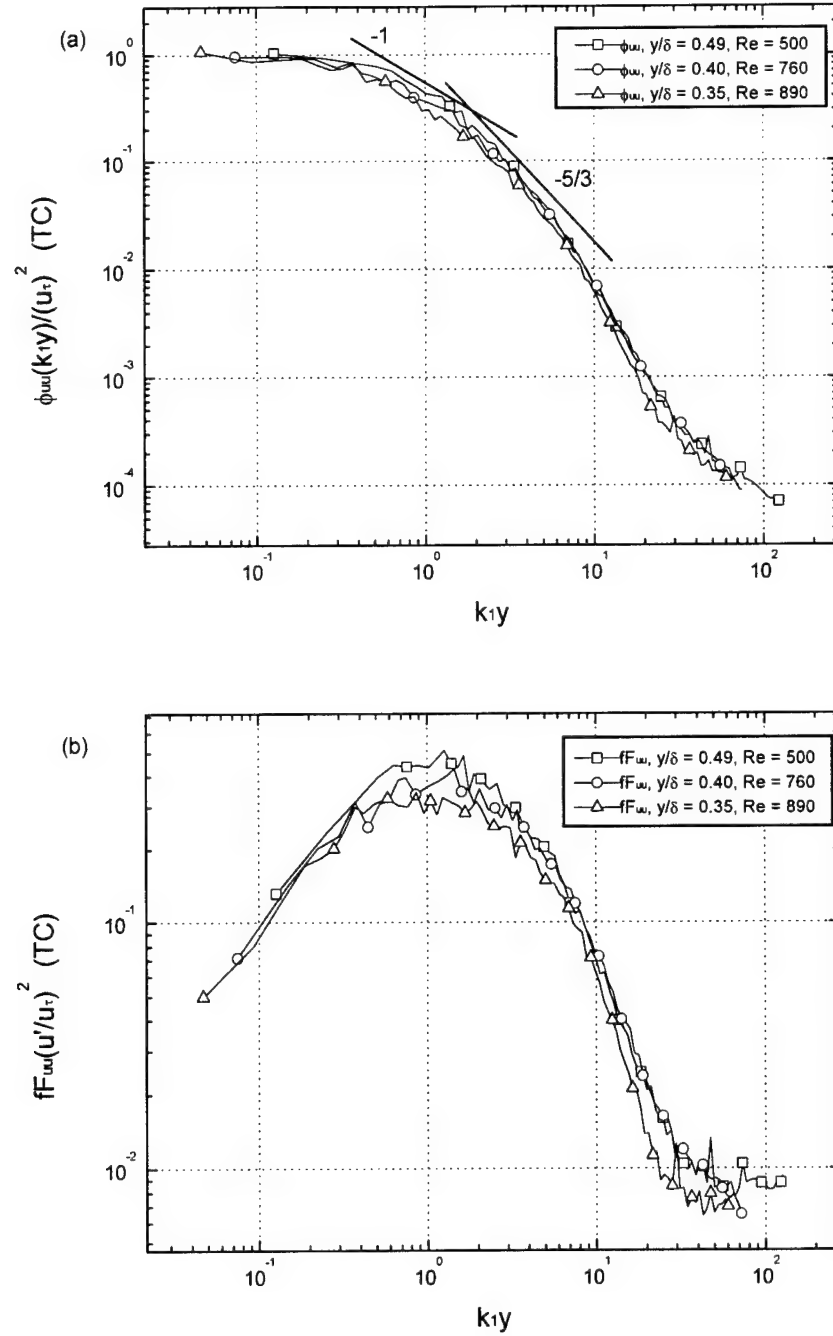 (a)
-1
-5/3
ϕuu, y/δ = 0.49, Re = 500
ϕuu, y/δ = 0.40, Re = 760
ϕuu, y/δ = 0.35, Re = 890
10⁰
10⁻¹
10⁻²
10⁻³
10⁻⁴
ϕuu(k₁y)/(uτ)² (TC)
10⁻¹ 10⁰ 10¹ 10²
k₁y
(b)
fFuu, y/δ = 0.49, Re = 500
fFuu, y/δ = 0.40, Re = 760
fFuu, y/δ = 0.35, Re = 890
10⁻¹
10⁻²
fFuu(u'/uτ)² (TC)
10⁻¹ 10⁰ 10¹ 10²
k₁y